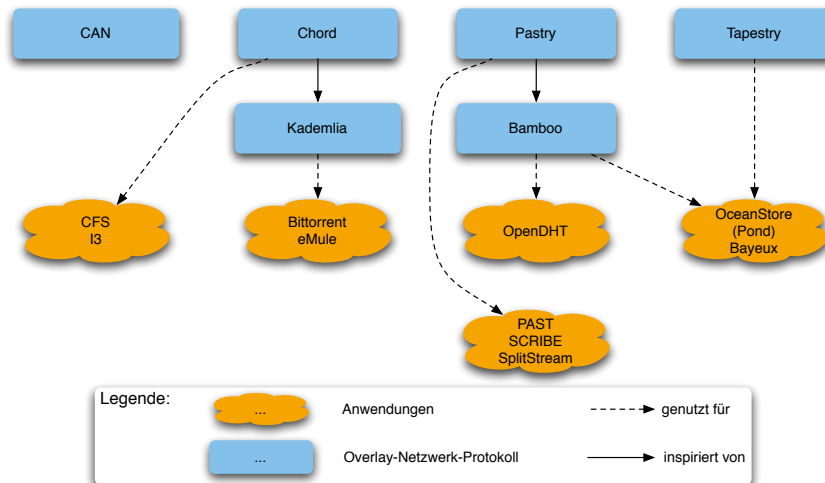 CAN
Chord
Pastry
Tapestry
Kademlia
Bamboo
CFS
I3
Bittorrent
eMule
OpenDHT
OceanStore
(Pond)
Bayeux
PAST
SCRIBE
SplitStream
Legende:
...
Anwendungen
genutzt für
...
Overlay-Netzwerk-Protokoll
inspiriert von